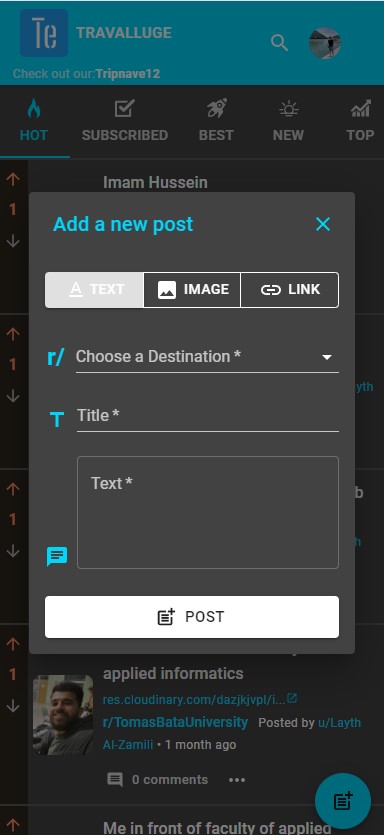 Te TRAVALLUGE
Check out our:Tripnave12
HOT SUBSCRIBED BEST NEW TOP
Imam Hussein
1
Add a new post
TEXT IMAGE LINK
r/ Choose a Destination *
1
yth
Title *
b
Text *
1
h
POST
applied informatics
1
res.cloudinary.com/dazjkjvpl/i...
r/TomasBataUniversity Posted by u/Layth
Al-Zamili • 1 month ago
0 comments •••
Me in front of faculty of applied